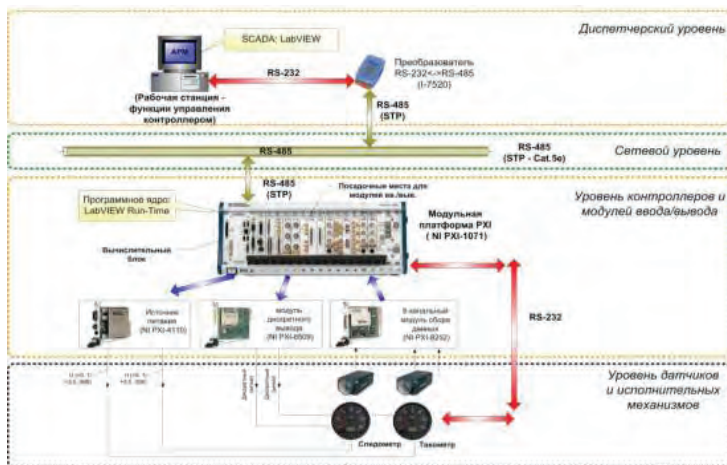 Диспетчерский уровень
SCADA: LabVIEW
АРМ
RS-232
Преобразователь
RS-232<->RS-485
(I-7520)
(Рабочая станция -
функции управления
контроллером)
RS-485
(STP)
RS-485
RS-485
(STP - Cat.5e)
Сетевой уровень
RS-485
(STP)
Программное ядро:
LabVIEW Run-Time
Посадочные места для
модулей вв./выв.
Уровень контроллеров и
модулей ввода/вывода
Модульная
платформа PXI
( NI PXI-1071)
Вычислительный
блок
RS-232
Источник
питания
(NI PXI-4110)
модуль
дискретного
вывода
(NI PXI-6509)
8-канальный
модуль сбора
данных
(NI PXI-8252)
Уровень датчиков
и исполнительных
механизмов
Спидометр
Тахометр